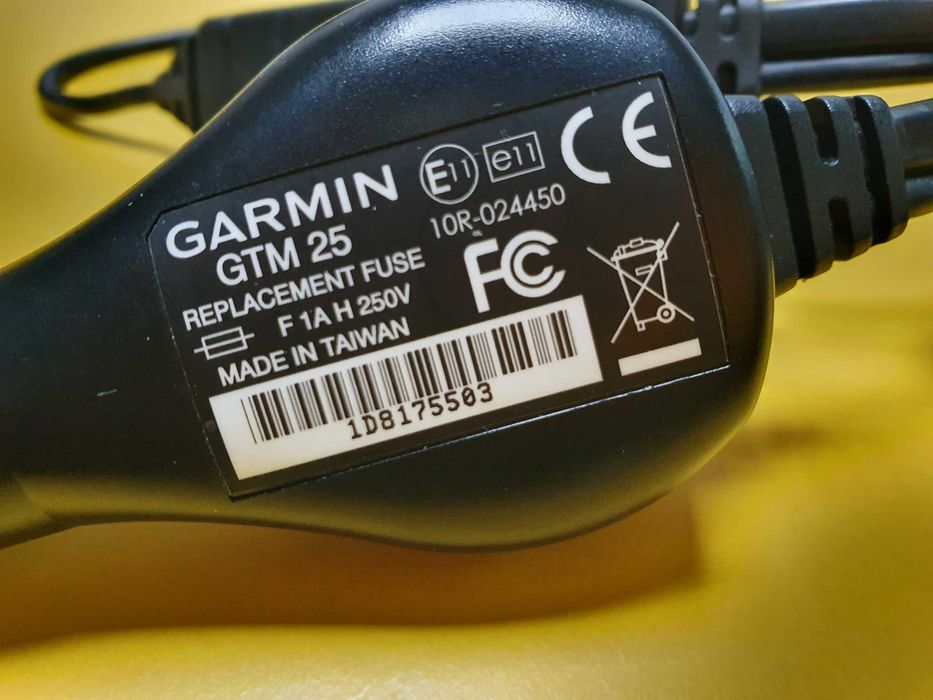 GARMIN
GTM 25
E11 e11 CE
10R-024450
REPLACEMENT FUSE
F 1A H 250V
FC
MADE IN TAIWAN
1D8175503